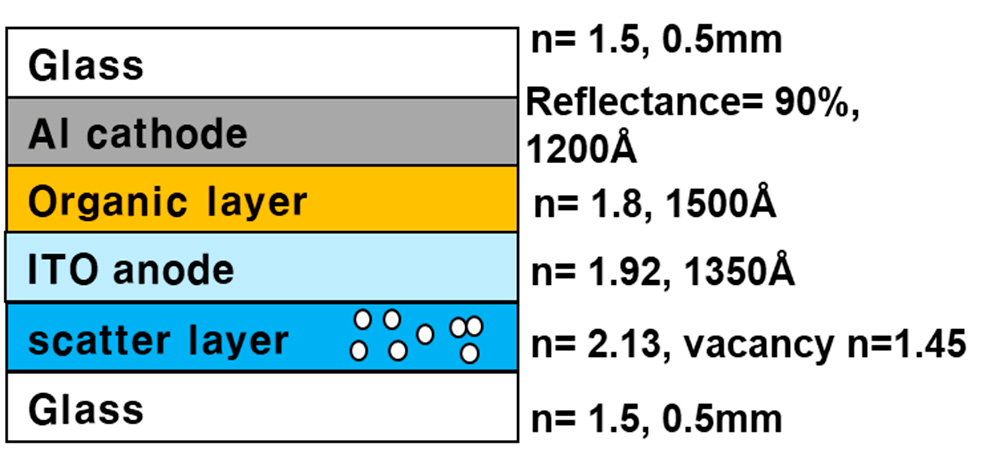 Glass
n= 1.5, 0.5mm
Al cathode
Reflectance= 90%,
1200Å
Organic layer
n= 1.8, 1500Å
ITO anode
n= 1.92, 1350Å
scatter layer
n= 2.13, vacancy n=1.45
Glass
n= 1.5, 0.5mm